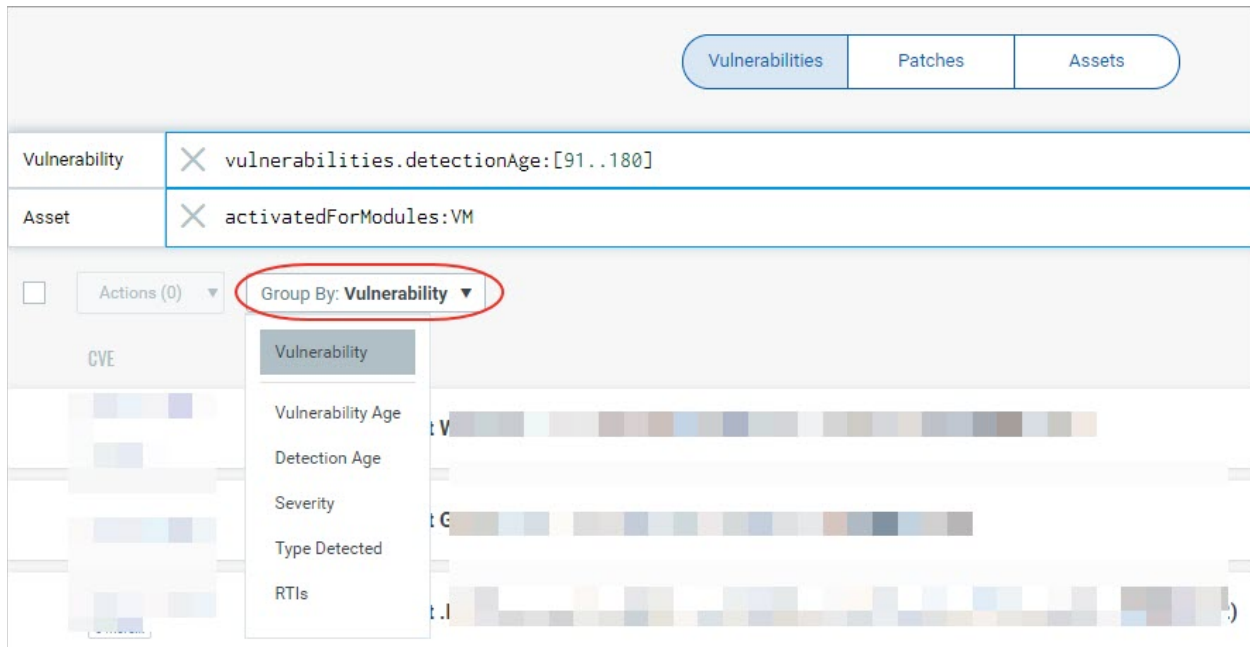 Vulnerabilities Patches Assets
Vulnerability vulnerabilities.detectionAge:[91..180]
Asset activatedForModules:VM
Actions (0) Group By: Vulnerability
CVE
Vulnerability
Vulnerability Age
Detection Age
Severity
Type Detected
RTIs